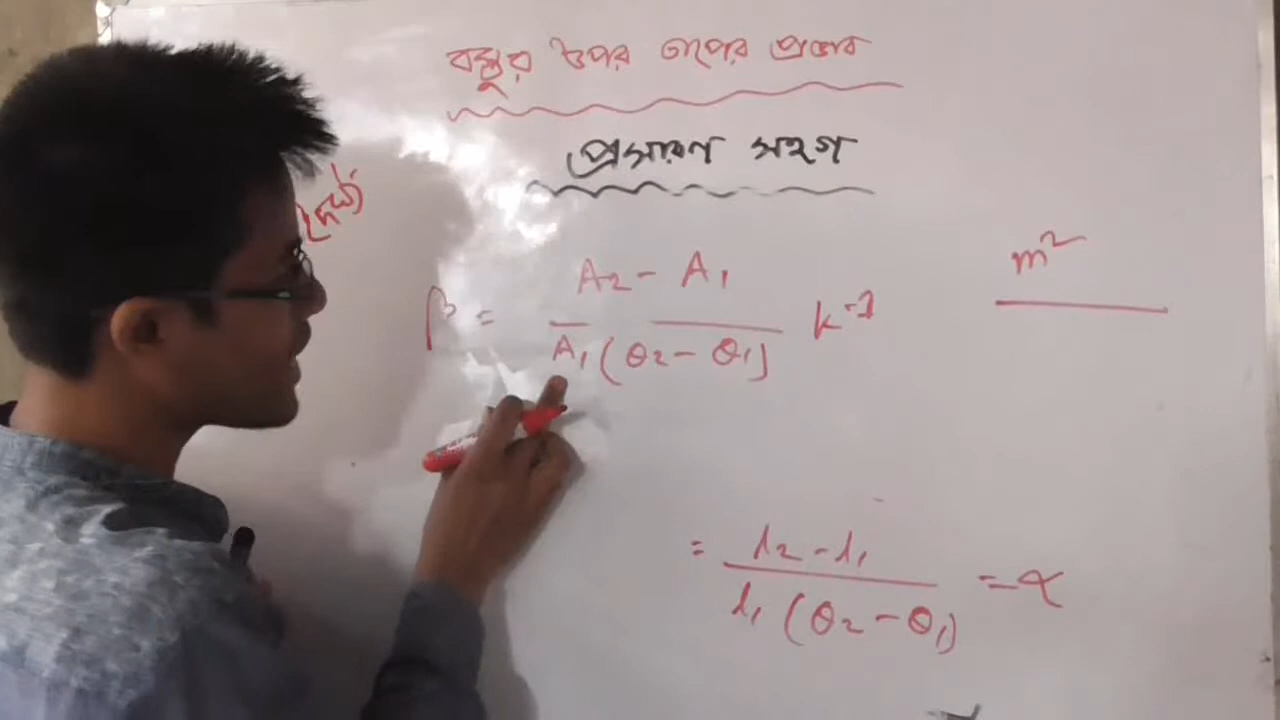 বস্তুর উপর তাপের প্রভাব
প্রসারণ সহগ
β = A₂ - A₁ / A₁ (θ₂ - θ₁) k⁻¹
m²
= l₂ - l₁ / l₁ (θ₂ - θ₁) = α